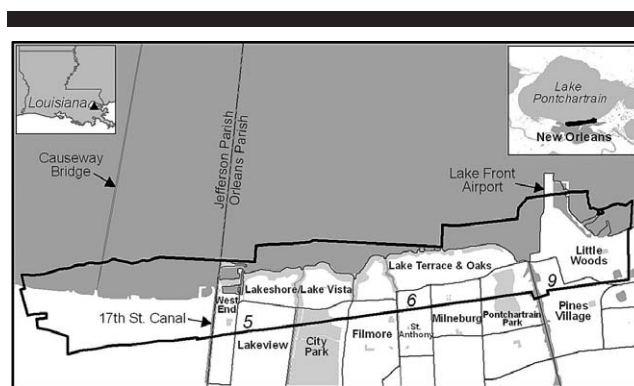 Louisiana
Causeway
Bridge
Jefferson Parish
Orleans Parish
Lake
Pontchartrain
New Orleans
Lake Front
Airport
Little
Woods
Lake Terrace & Oaks
Lakeshore/Lake Vista
West
End
17th St. Canal
5
6
9
Lakeview
City
Park
Filmore
St.
Anthony
Milneburg
Pontchartrain
Park
Pines
Village